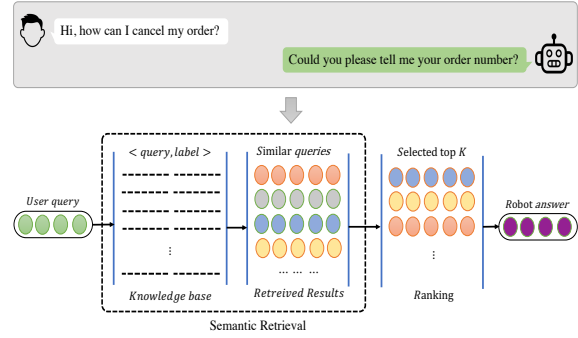 Hi, how can I cancel my order?
Could you please tell me your order number?
< query, label >
Similar queries
Selected top K
User query
Robot answer
⋮
⋮
... ... ...
Knowledge base
Retreived Results
Ranking
Semantic Retrieval